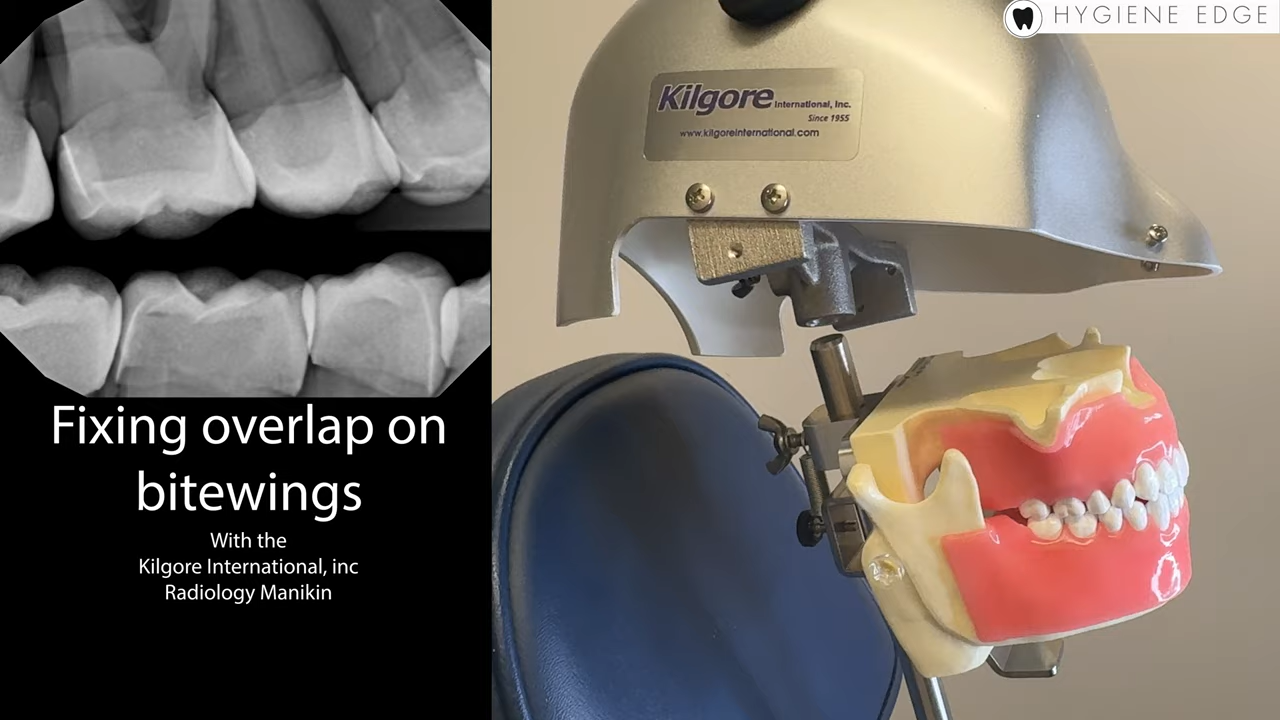 HYGIENE EDGE
Kilgore International, Inc.
Since 1955
www.kilgoreinternational.com
Fixing overlap on
bitewings
With the
Kilgore International, inc
Radiology Manikin